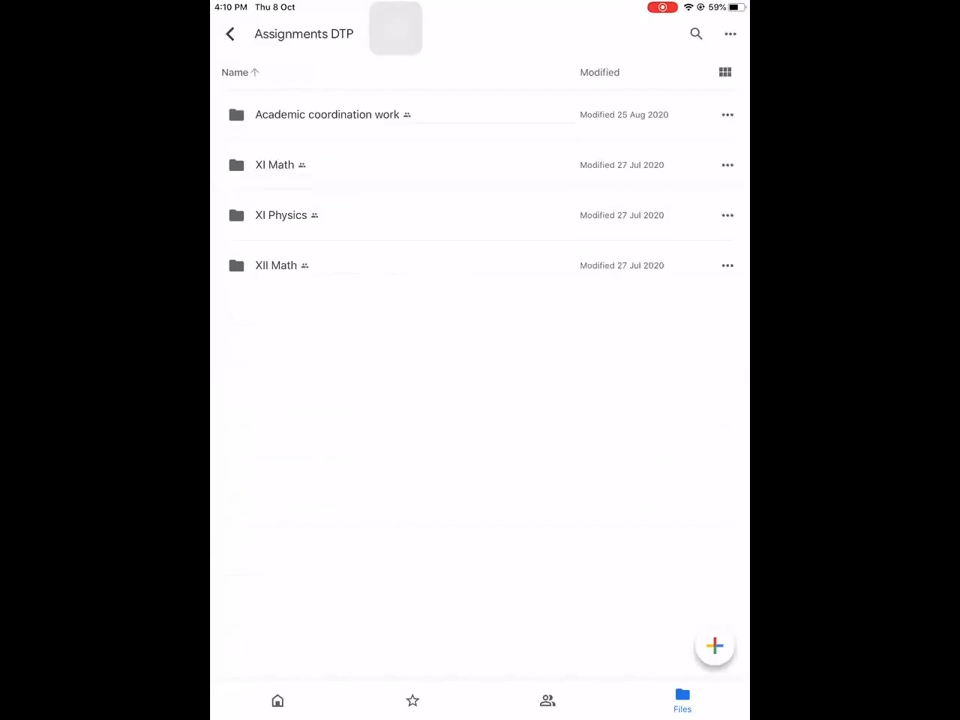 4:10 PM Thu 8 Oct 59%
Assignments DTP
Name Modified
Academic coordination work Modified 25 Aug 2020
XI Math Modified 27 Jul 2020
XI Physics Modified 27 Jul 2020
XII Math Modified 27 Jul 2020
Files